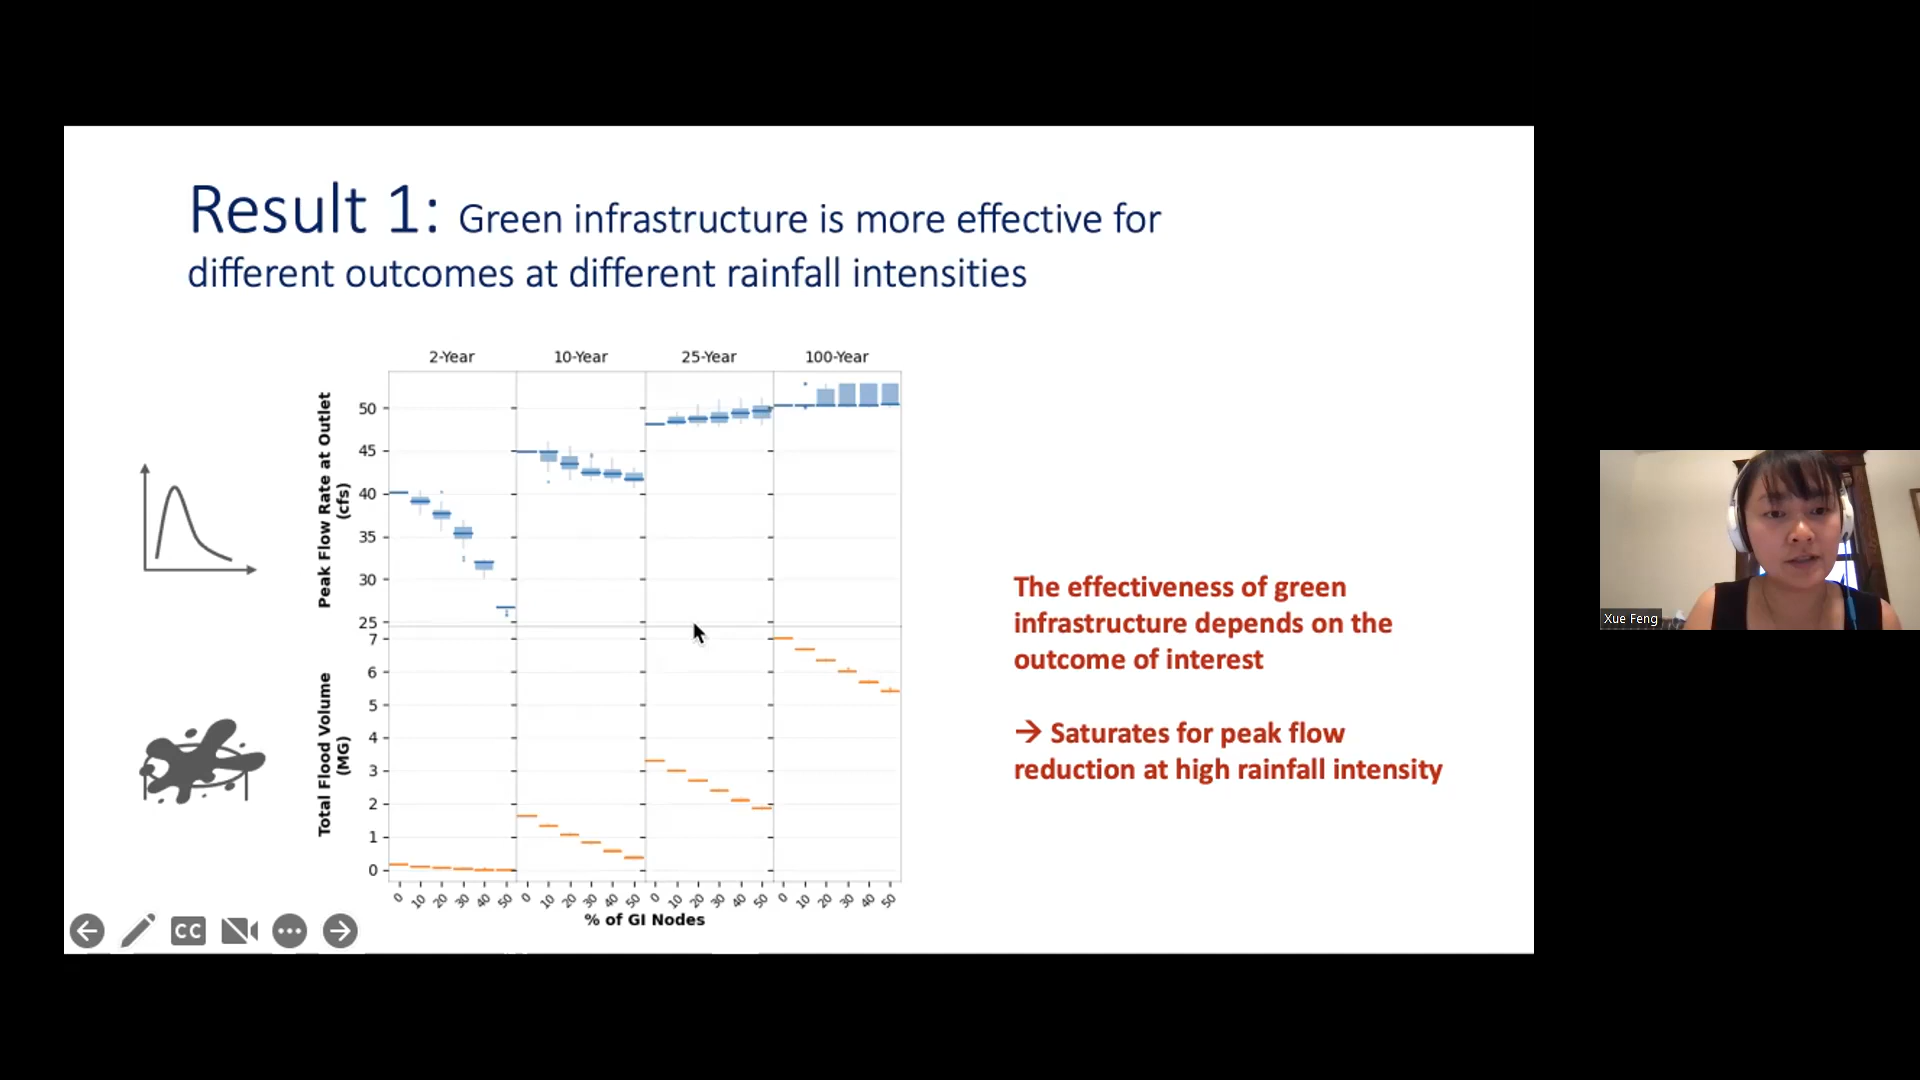 Result 1: Green infrastructure is more effective for
different outcomes at different rainfall intensities
2-Year 10-Year 25-Year 100-Year
Peak Flow Rate at Outlet
(cfs)
50
45
40
35
30
25
Total Flood Volume
(MG)
7
6
5
4
3
2
1
0
0 10 20 30 40 50 0 10 20 30 40 50 0 10 20 30 40 50 0 10 20 30 40 50
% of GI Nodes
The effectiveness of green
infrastructure depends on the
outcome of interest
→ Saturates for peak flow
reduction at high rainfall intensity
CC
Xue Feng